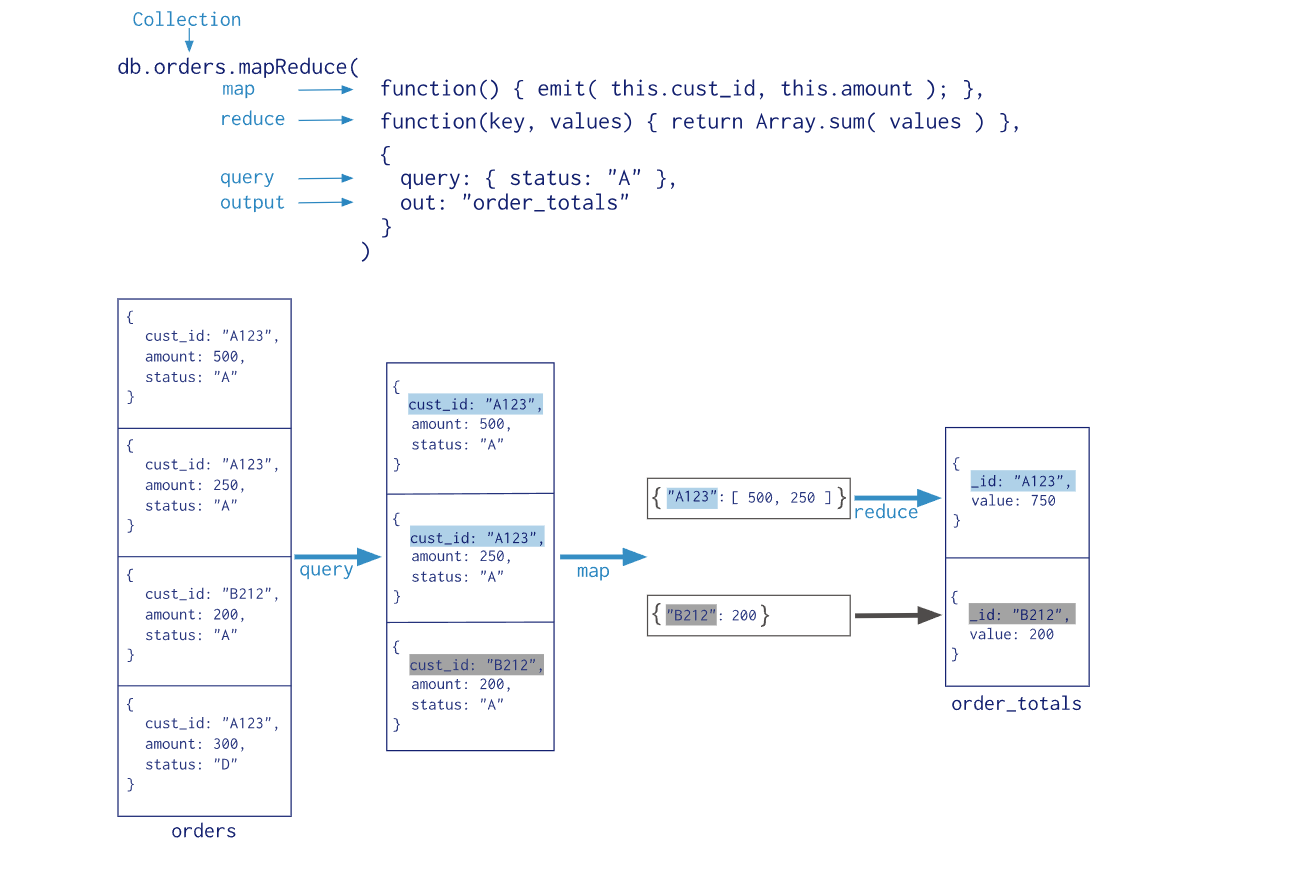 Collection
db.orders.mapReduce(
map
function() { emit( this.cust_id, this.amount ); },
reduce
function(key, values) { return Array.sum( values ) },
{
query
query: { status: "A" },
output
out: "order_totals"
}
)
{
cust_id: "A123",
amount: 500,
status: "A"
}
{
cust_id: "A123",
amount: 250,
status: "A"
}
{
cust_id: "B212",
amount: 200,
status: "A"
}
{
cust_id: "A123",
amount: 300,
status: "D"
}
orders
query
{
cust_id: "A123",
amount: 500,
status: "A"
}
{
cust_id: "A123",
amount: 250,
status: "A"
}
{
cust_id: "B212",
amount: 200,
status: "A"
}
map
{ "A123": [ 500, 250 ] }
reduce
{ "B212": 200 }
{
_id: "A123",
value: 750
}
{
_id: "B212",
value: 200
}
order_totals